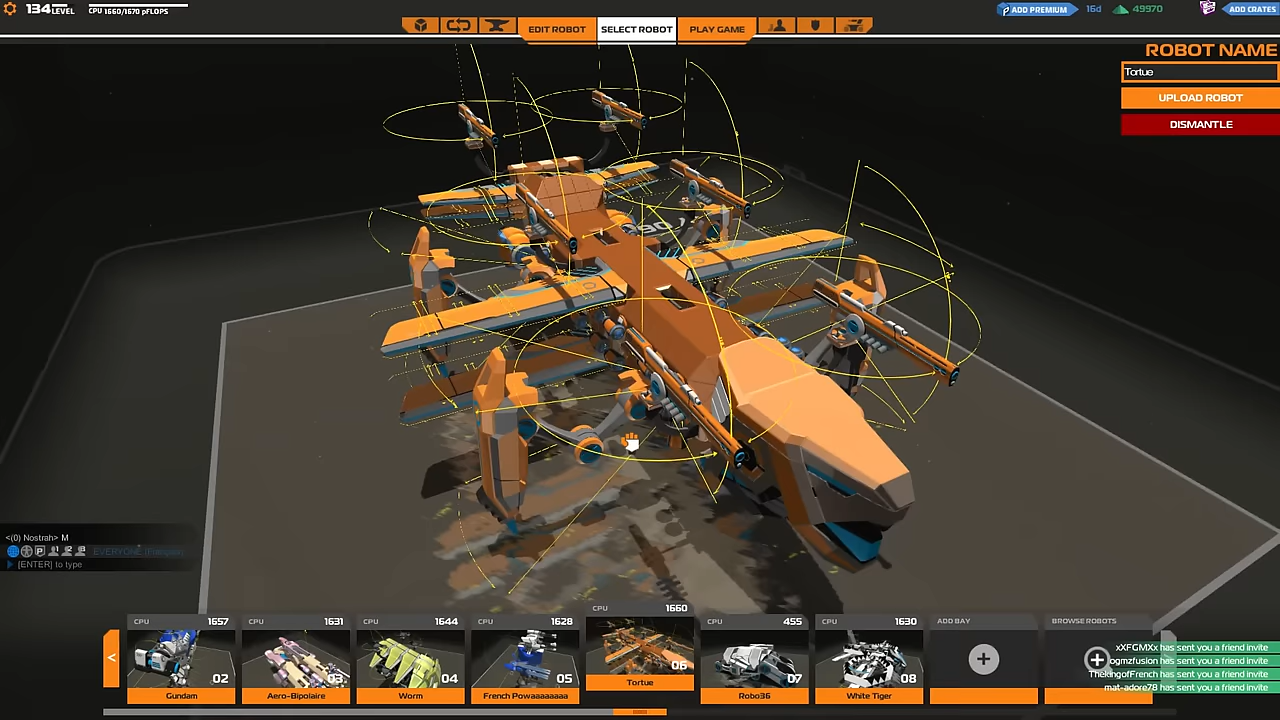 134 LEVEL
CPU 1660/1670 pFLOPS
EDIT ROBOT
SELECT ROBOT
PLAY GAME
ADD PREMIUM
16d
49970
ADD CRATES
ROBOT NAME
Tortue
UPLOAD ROBOT
DISMANTLE
<(0) Nostrah> M
EVERYONE (Français)
[ENTER] to type
CPU 1657
02
Gundam
CPU 1631
03
Aero-Bipolaire
CPU 1644
04
Worm
CPU 1628
05
French Powaaaaaaaa
CPU 1660
06
Tortue
CPU 455
07
Robo36
CPU 1630
08
White Tiger
ADD BAY
BROWSE ROBOTS
xXFGMXx has sent you a friend invite
ogmzfusion has sent you a friend invite
TheKingofFrench has sent you a friend invite
mat-adore78 has sent you a friend invite